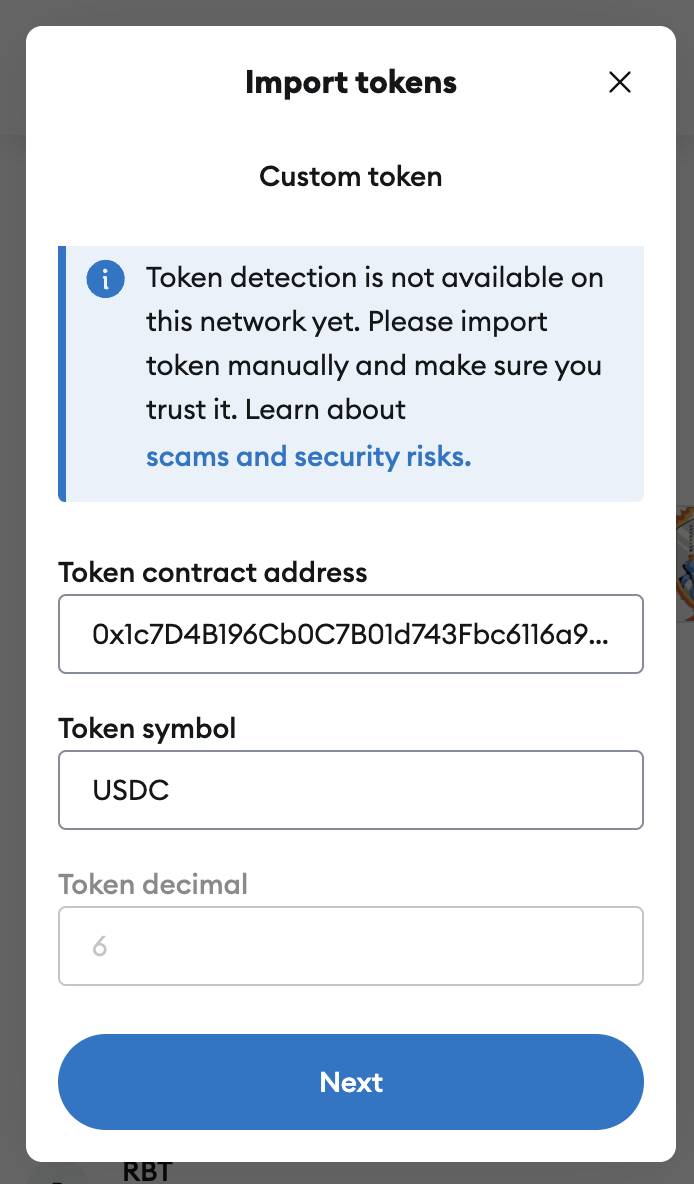 Import tokens
Custom token
Token detection is not available on
this network yet. Please import
token manually and make sure you
trust it. Learn about
scams and security risks.
Token contract address
0x1c7D4B196Cb0C7B01d743Fbc6116a9...
Token symbol
USDC
Token decimal
6
Next
RBT